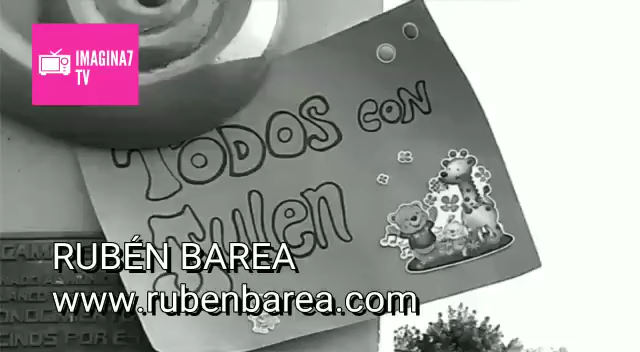 IMAGINA7
TV
TODOS CON
Julen
RUBÉN BAREA
www.rubenbarea.com